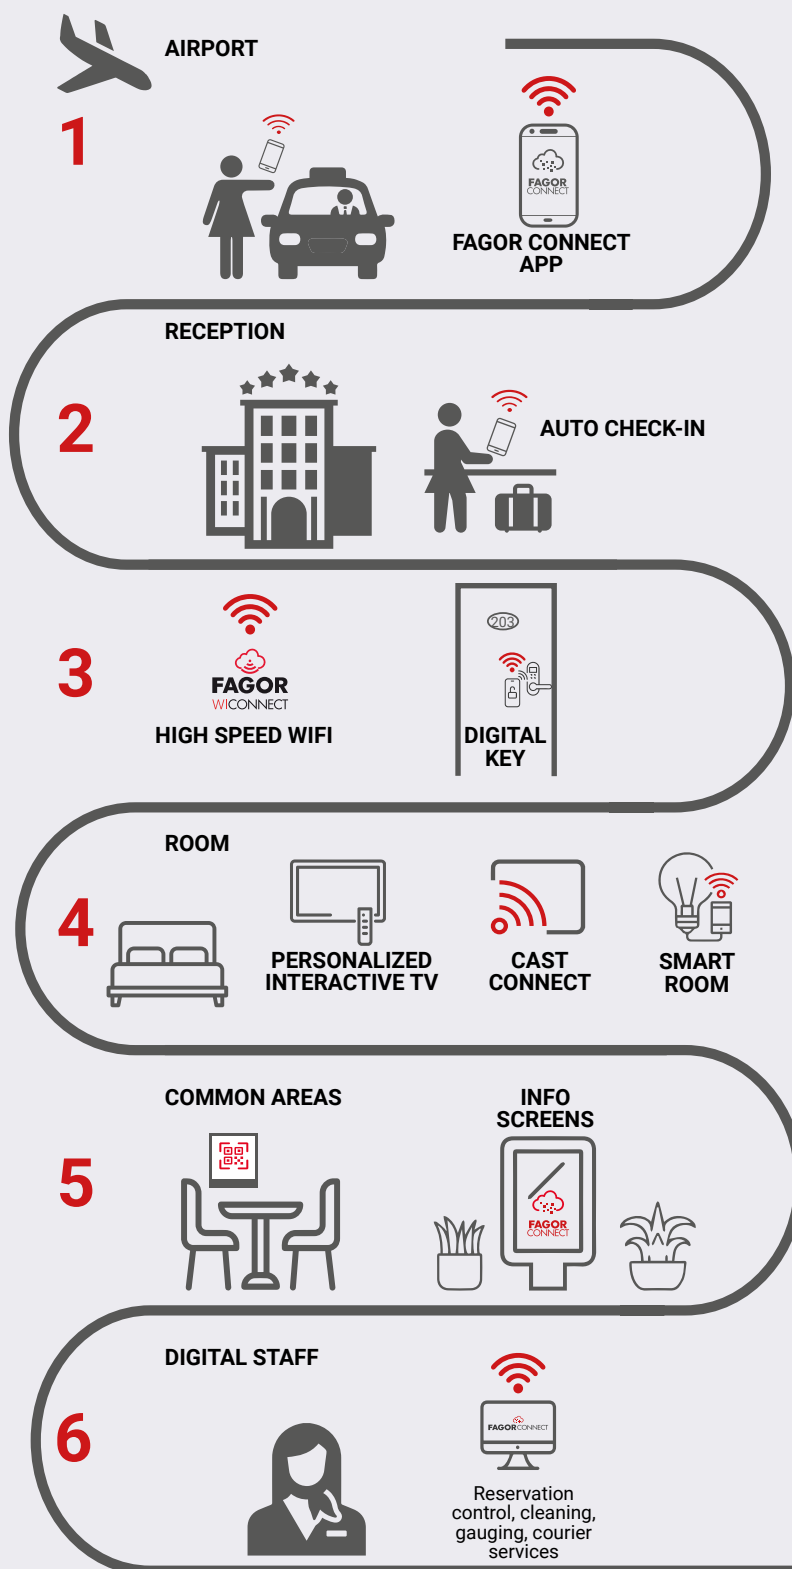 AIRPORT
1
FAGOR
CONNECT
FAGOR CONNECT
APP
RECEPTION
2
AUTO CHECK-IN
3
FAGOR
WICONNECT
HIGH SPEED WIFI
203
DIGITAL
KEY
ROOM
4
PERSONALIZED
INTERACTIVE TV
CAST
CONNECT
SMART
ROOM
COMMON AREAS
INFO
SCREENS
5
FAGOR
CONNECT
DIGITAL STAFF
6
FAGOR CONNECT
Reservation
control, cleaning,
gauging, courier
services